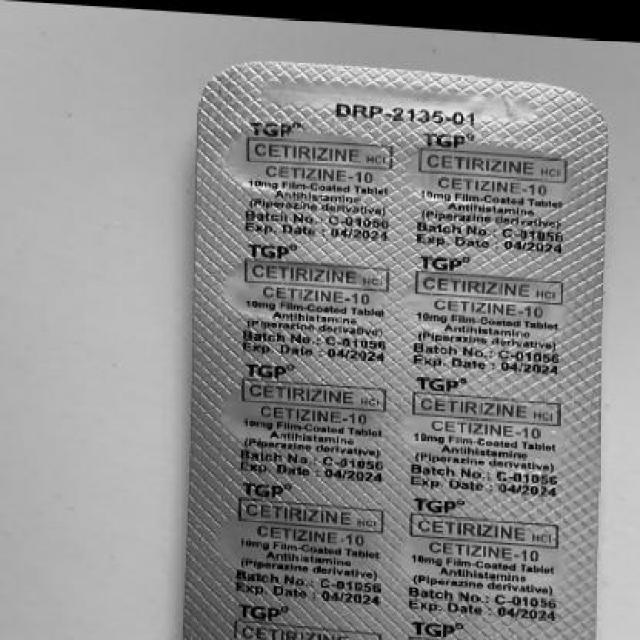 DRP-2135-01
TGP®
CETIRIZINE HCl
CETIZINE-10
10mg Film-Coated Tablet
Antihistamine
(Piperazine derivative)
Batch No.: C-01056
Exp. Date : 04/2024
TGP®
CETIRIZINE HCl
CETIZINE-10
10mg Film-Coated Tablet
Antihistamine
(Piperazine derivative)
Batch No.: C-01056
Exp. Date : 04/2024
TGP®
CETIRIZINE HCl
CETIZINE-10
10mg Film-Coated Tablet
Antihistamine
(Piperazine derivative)
Batch No.: C-01056
Exp. Date : 04/2024
TGP®
CETIRIZINE HCl
CETIZINE-10
10mg Film-Coated Tablet
Antihistamine
(Piperazine derivative)
Batch No.: C-01056
Exp. Date : 04/2024
TGP®
CETIRIZINE HCl
CETIZINE-10
10mg Film-Coated Tablet
Antihistamine
(Piperazine derivative)
Batch No.: C-01056
Exp. Date : 04/2024
TGP®
CETIRIZINE HCl
CETIZINE-10
10mg Film-Coated Tablet
Antihistamine
(Piperazine derivative)
Batch No.: C-01056
Exp. Date : 04/2024
TGP®
CETIRIZINE HCl
CETIZINE-10
10mg Film-Coated Tablet
Antihistamine
(Piperazine derivative)
Batch No.: C-01056
Exp. Date : 04/2024
TGP®
CETIRIZINE HCl
CETIZINE-10
10mg Film-Coated Tablet
Antihistamine
(Piperazine derivative)
Batch No.: C-01056
Exp. Date : 04/2024
TGP®
CETIRIZINE HCl
TGP®